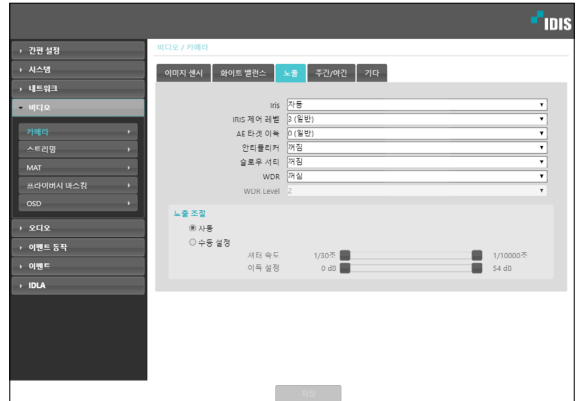 IDIS
비디오 / 카메라
간편 설정
시스템
네트워크
비디오
카메라
스트리밍
MAT
프라이버시 마스킹
OSD
오디오
이벤트 동작
이벤트
IDLA
이미지 센서 화이트 밸런스 노출 주간/야간 기타
Iris 자동
IRIS 제어 레벨 3 (일반)
AE 타겟 이득 0 (일반)
안티플리커 꺼짐
슬로우 셔터 꺼짐
WDR 꺼짐
WDR Level 2
노출 조절
자동
수동 설정
셔터 속도 1/30초 1/10000초
이득 설정 0 dB 54 dB
저장